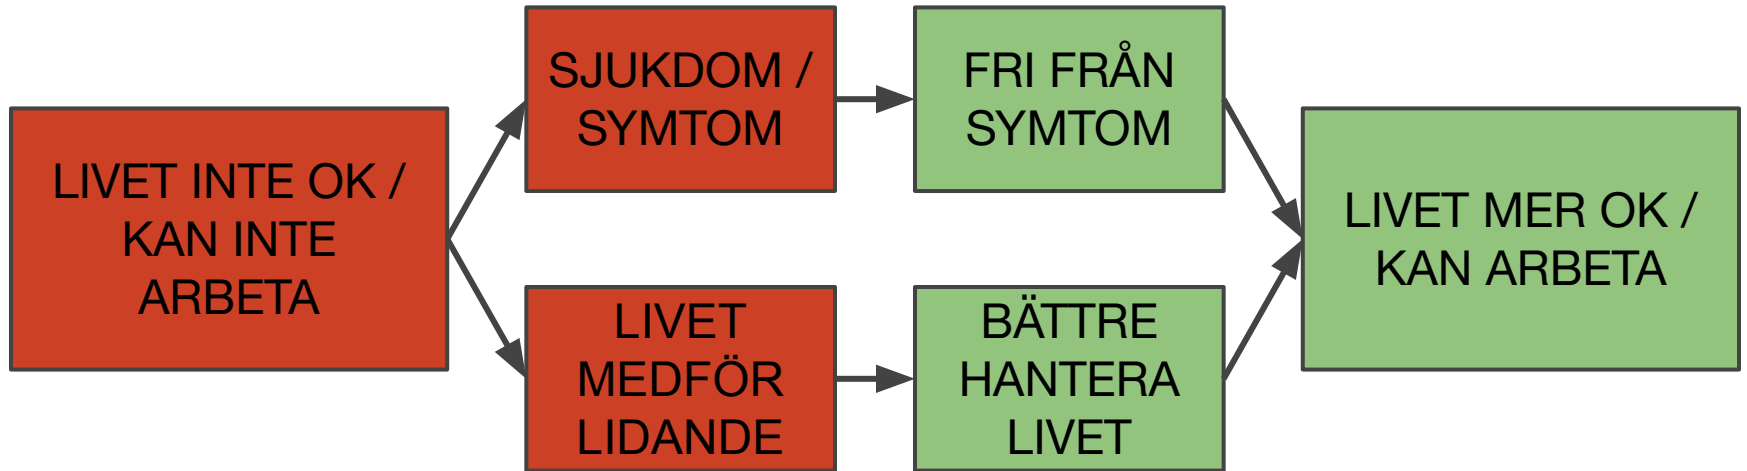 LIVET INTE OK /
KAN INTE
ARBETA
SJUKDOM /
SYMTOM
FRI FRÅN
SYMTOM
LIVET
MEDFÖR
LIDANDE
BÄTTRE
HANTERA
LIVET
LIVET MER OK /
KAN ARBETA